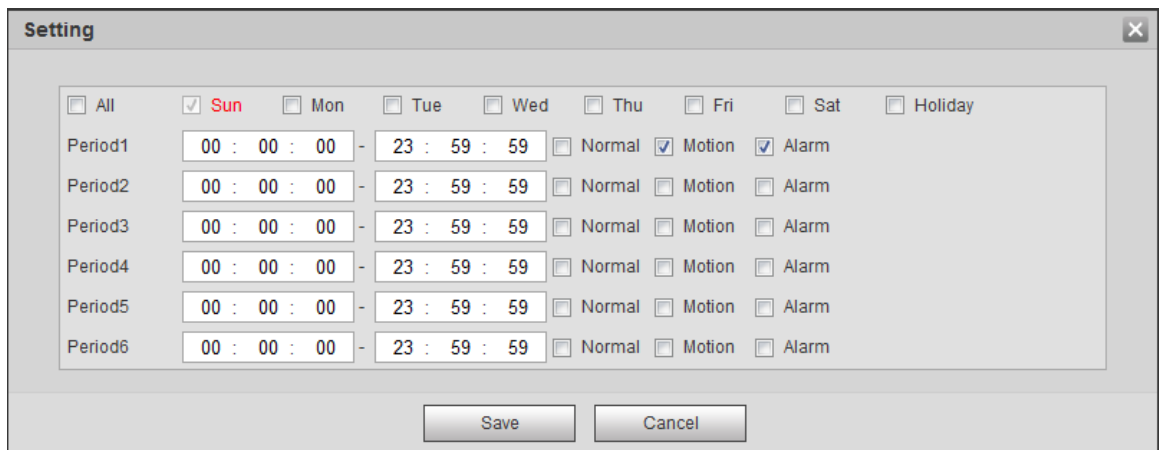 Setting
All Sun Mon Tue Wed Thu Fri Sat Holiday
Period1 00 : 00 : 00 - 23 : 59 : 59 Normal Motion Alarm
Period2 00 : 00 : 00 - 23 : 59 : 59 Normal Motion Alarm
Period3 00 : 00 : 00 - 23 : 59 : 59 Normal Motion Alarm
Period4 00 : 00 : 00 - 23 : 59 : 59 Normal Motion Alarm
Period5 00 : 00 : 00 - 23 : 59 : 59 Normal Motion Alarm
Period6 00 : 00 : 00 - 23 : 59 : 59 Normal Motion Alarm
Save Cancel